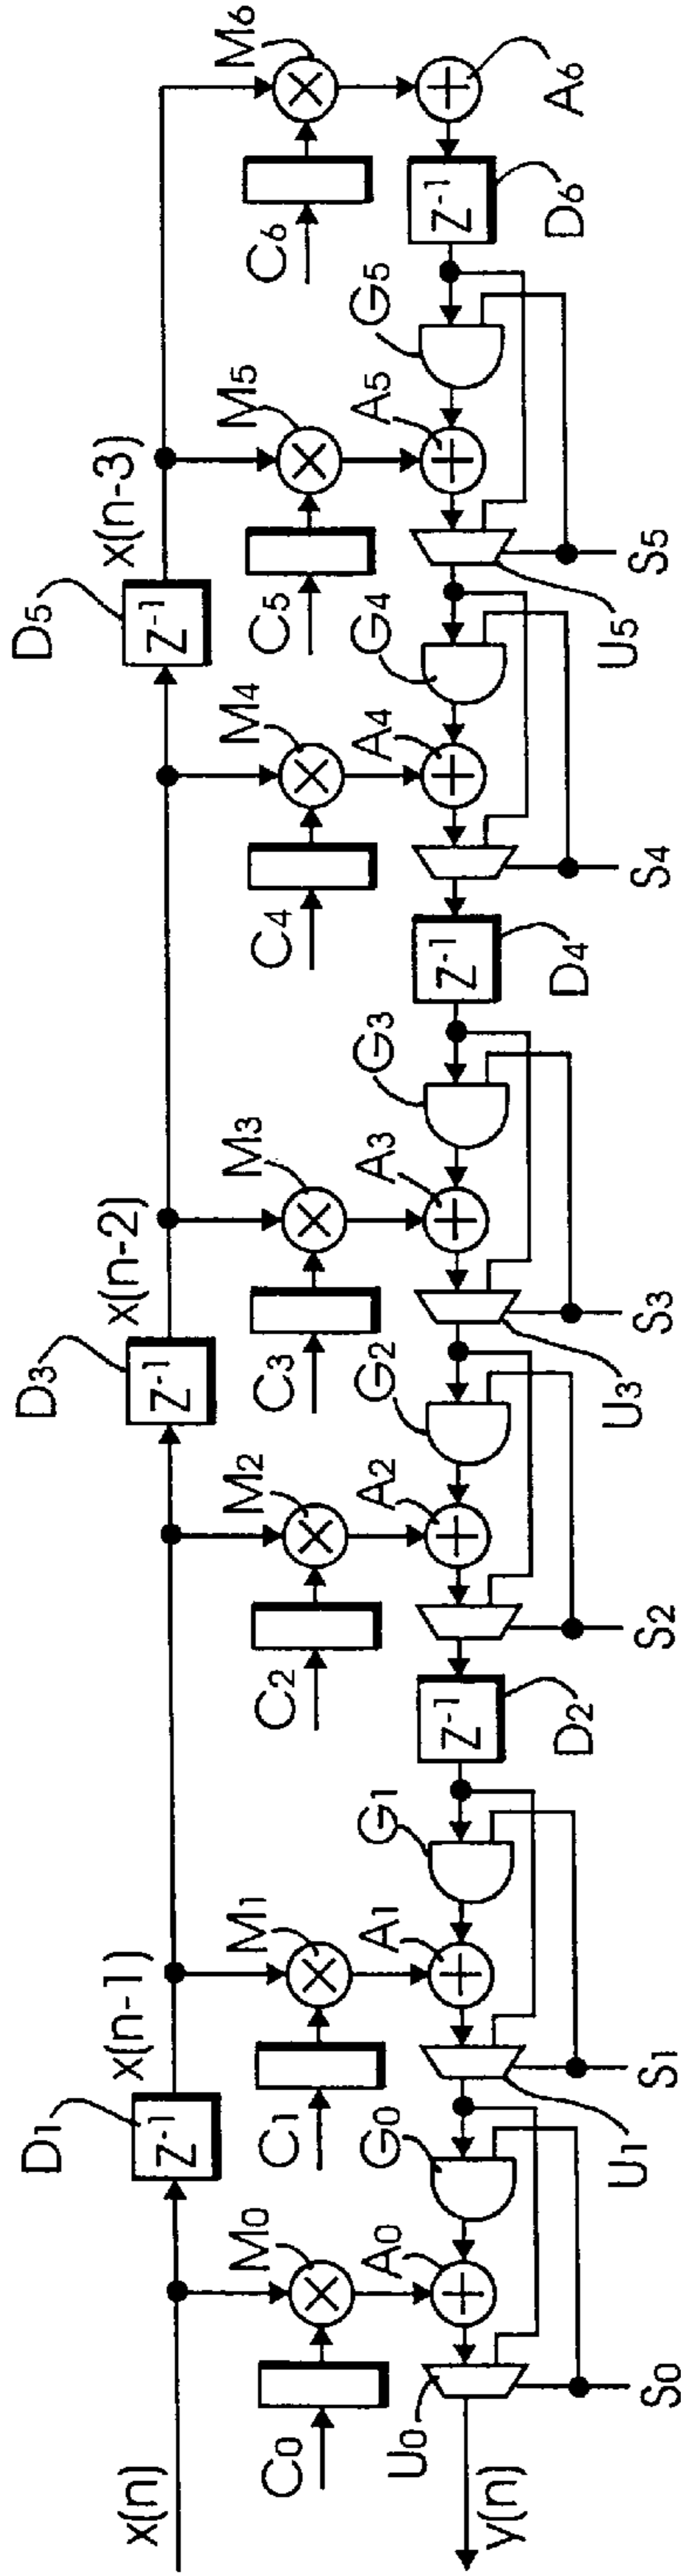 x(n)
D1
Z-1
x(n-1)
D3
Z-1
x(n-2)
D5
Z-1
x(n-3)
C0
M0
C1
M1
C2
M2
C3
M3
C4
M4
C5
M5
C6
M6
y(n)
U0
A0
G0
A1
G1
Z-1
A2
G2
A3
G3
Z-1
A4
G4
A5
G5
Z-1
A6
S0
U1
S1
D2
S2
U3
S3
D4
S4
U5
S5
D6